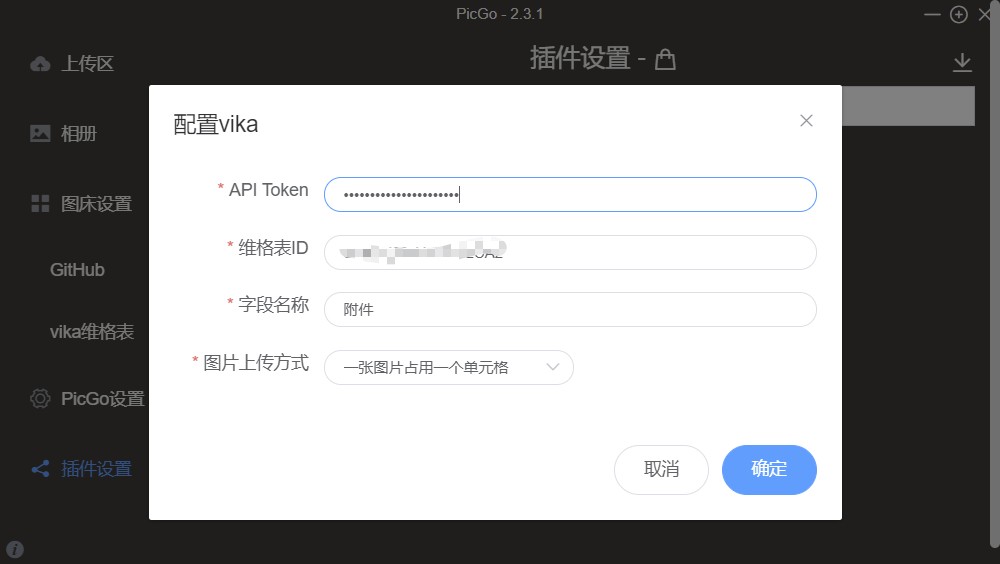 PicGo - 2.3.1
上传区
插件设置 -
相册
图床设置
GitHub
vika维格表
PicGo设置
插件设置
配置vika
* API Token
* 维格表ID
* 字段名称
附件
* 图片上传方式
一张图片占用一个单元格
取消
确定